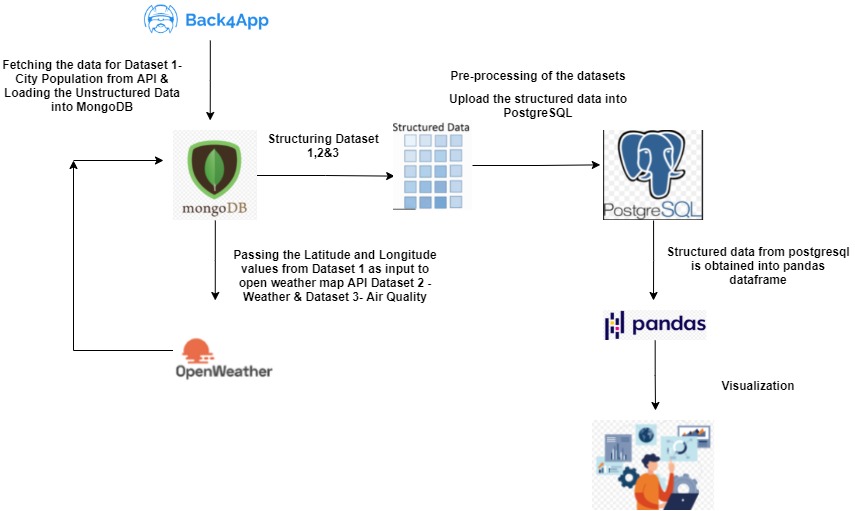 Back4App
Fetching the data for Dataset 1-
City Population from API &
Loading the Unstructured Data
into MongoDB
Pre-processing of the datasets
Upload the structured data into
PostgreSQL
Structuring Dataset
1,2&3
Structured Data
mongoDB
PostgreSQL
Passing the Latitude and Longitude
values from Dataset 1 as input to
open weather map API Dataset 2 -
Weather & Dataset 3- Air Quality
Structured data from postgresql
is obtained into pandas
dataframe
pandas
OpenWeather
Visualization